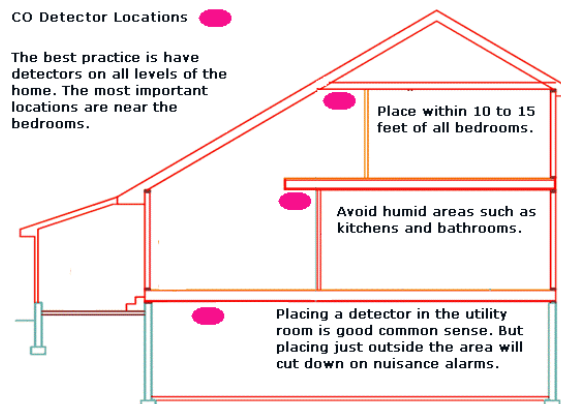 CO Detector Locations
The best practice is have
detectors on all levels of the
home. The most important
locations are near the
bedrooms.
Place within 10 to 15
feet of all bedrooms.
Avoid humid areas such as
kitchens and bathrooms.
Placing a detector in the utility
room is good common sense. But
placing just outside the area will
cut down on nuisance alarms.